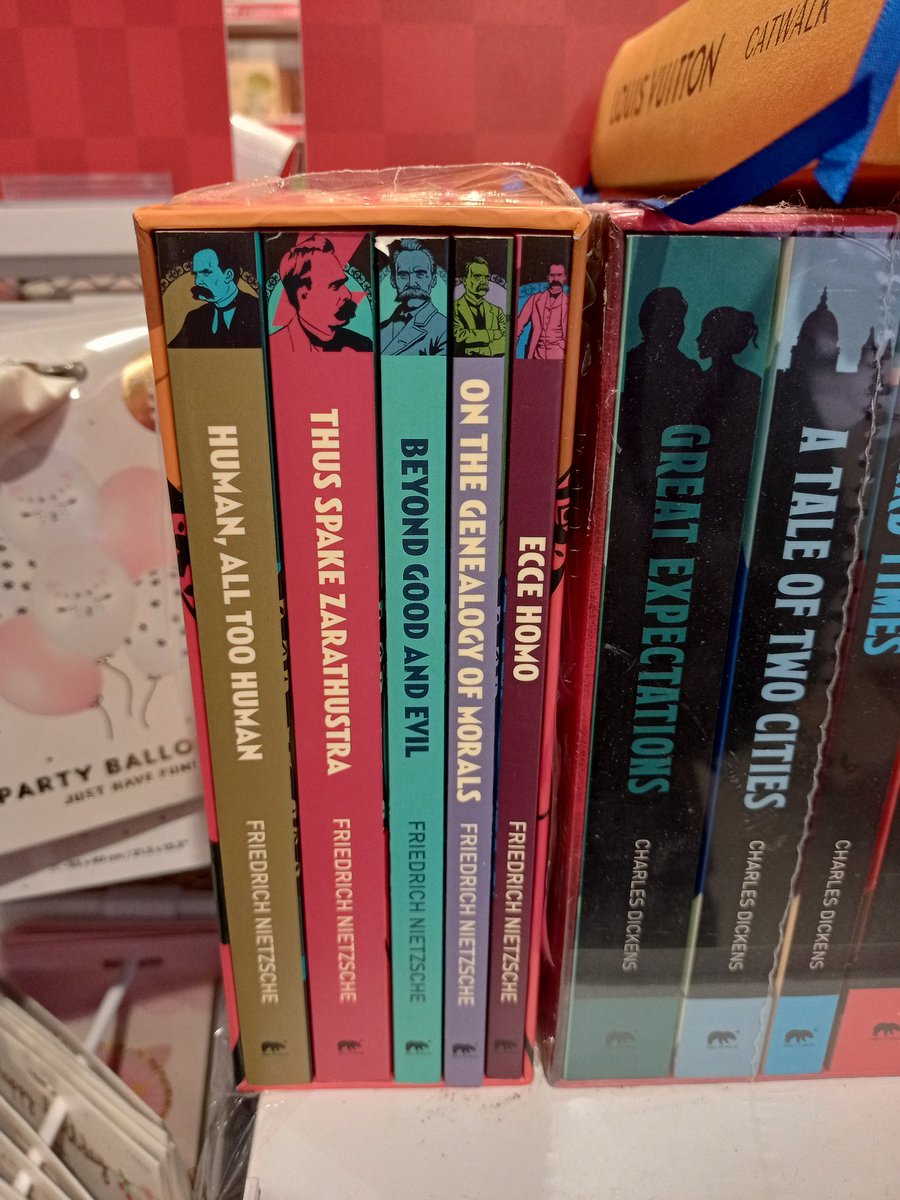 LOUIS VUITTON CATWALK
HUMAN, ALL TOO HUMAN
FRIEDRICH NIETZSCHE
THUS SPAKE ZARATHUSTRA
FRIEDRICH NIETZSCHE
BEYOND GOOD AND EVIL
FRIEDRICH NIETZSCHE
ON THE GENEALOGY OF MORALS
FRIEDRICH NIETZSCHE
ECCE HOMO
FRIEDRICH NIETZSCHE
GREAT EXPECTATIONS
CHARLES DICKENS
A TALE OF TWO CITIES
CHARLES DICKENS
TIMES
CHARLES DICKENS
PARTY BALLO
JUST HAVE FUN!